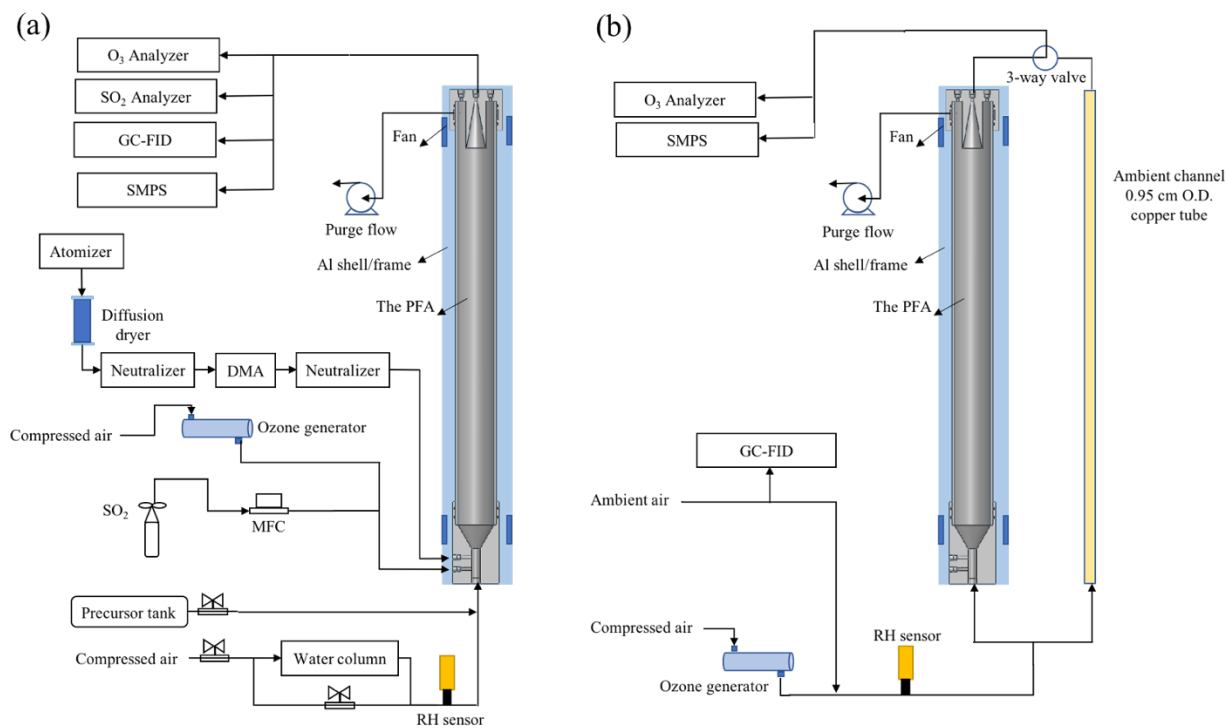 (a)
O3 Analyzer
SO2 Analyzer
GC-FID
SMPS
Fan
Purge flow
Atomizer
Al shell/frame
The PFA
Diffusion
dryer
Neutralizer
DMA
Neutralizer
Compressed air
Ozone generator
SO2
MFC
Precursor tank
Compressed air
Water column
RH sensor
(b)
3-way valve
O3 Analyzer
SMPS
Fan
Ambient channel
0.95 cm O.D.
copper tube
Purge flow
Al shell/frame
The PFA
GC-FID
Ambient air
Compressed air
RH sensor
Ozone generator